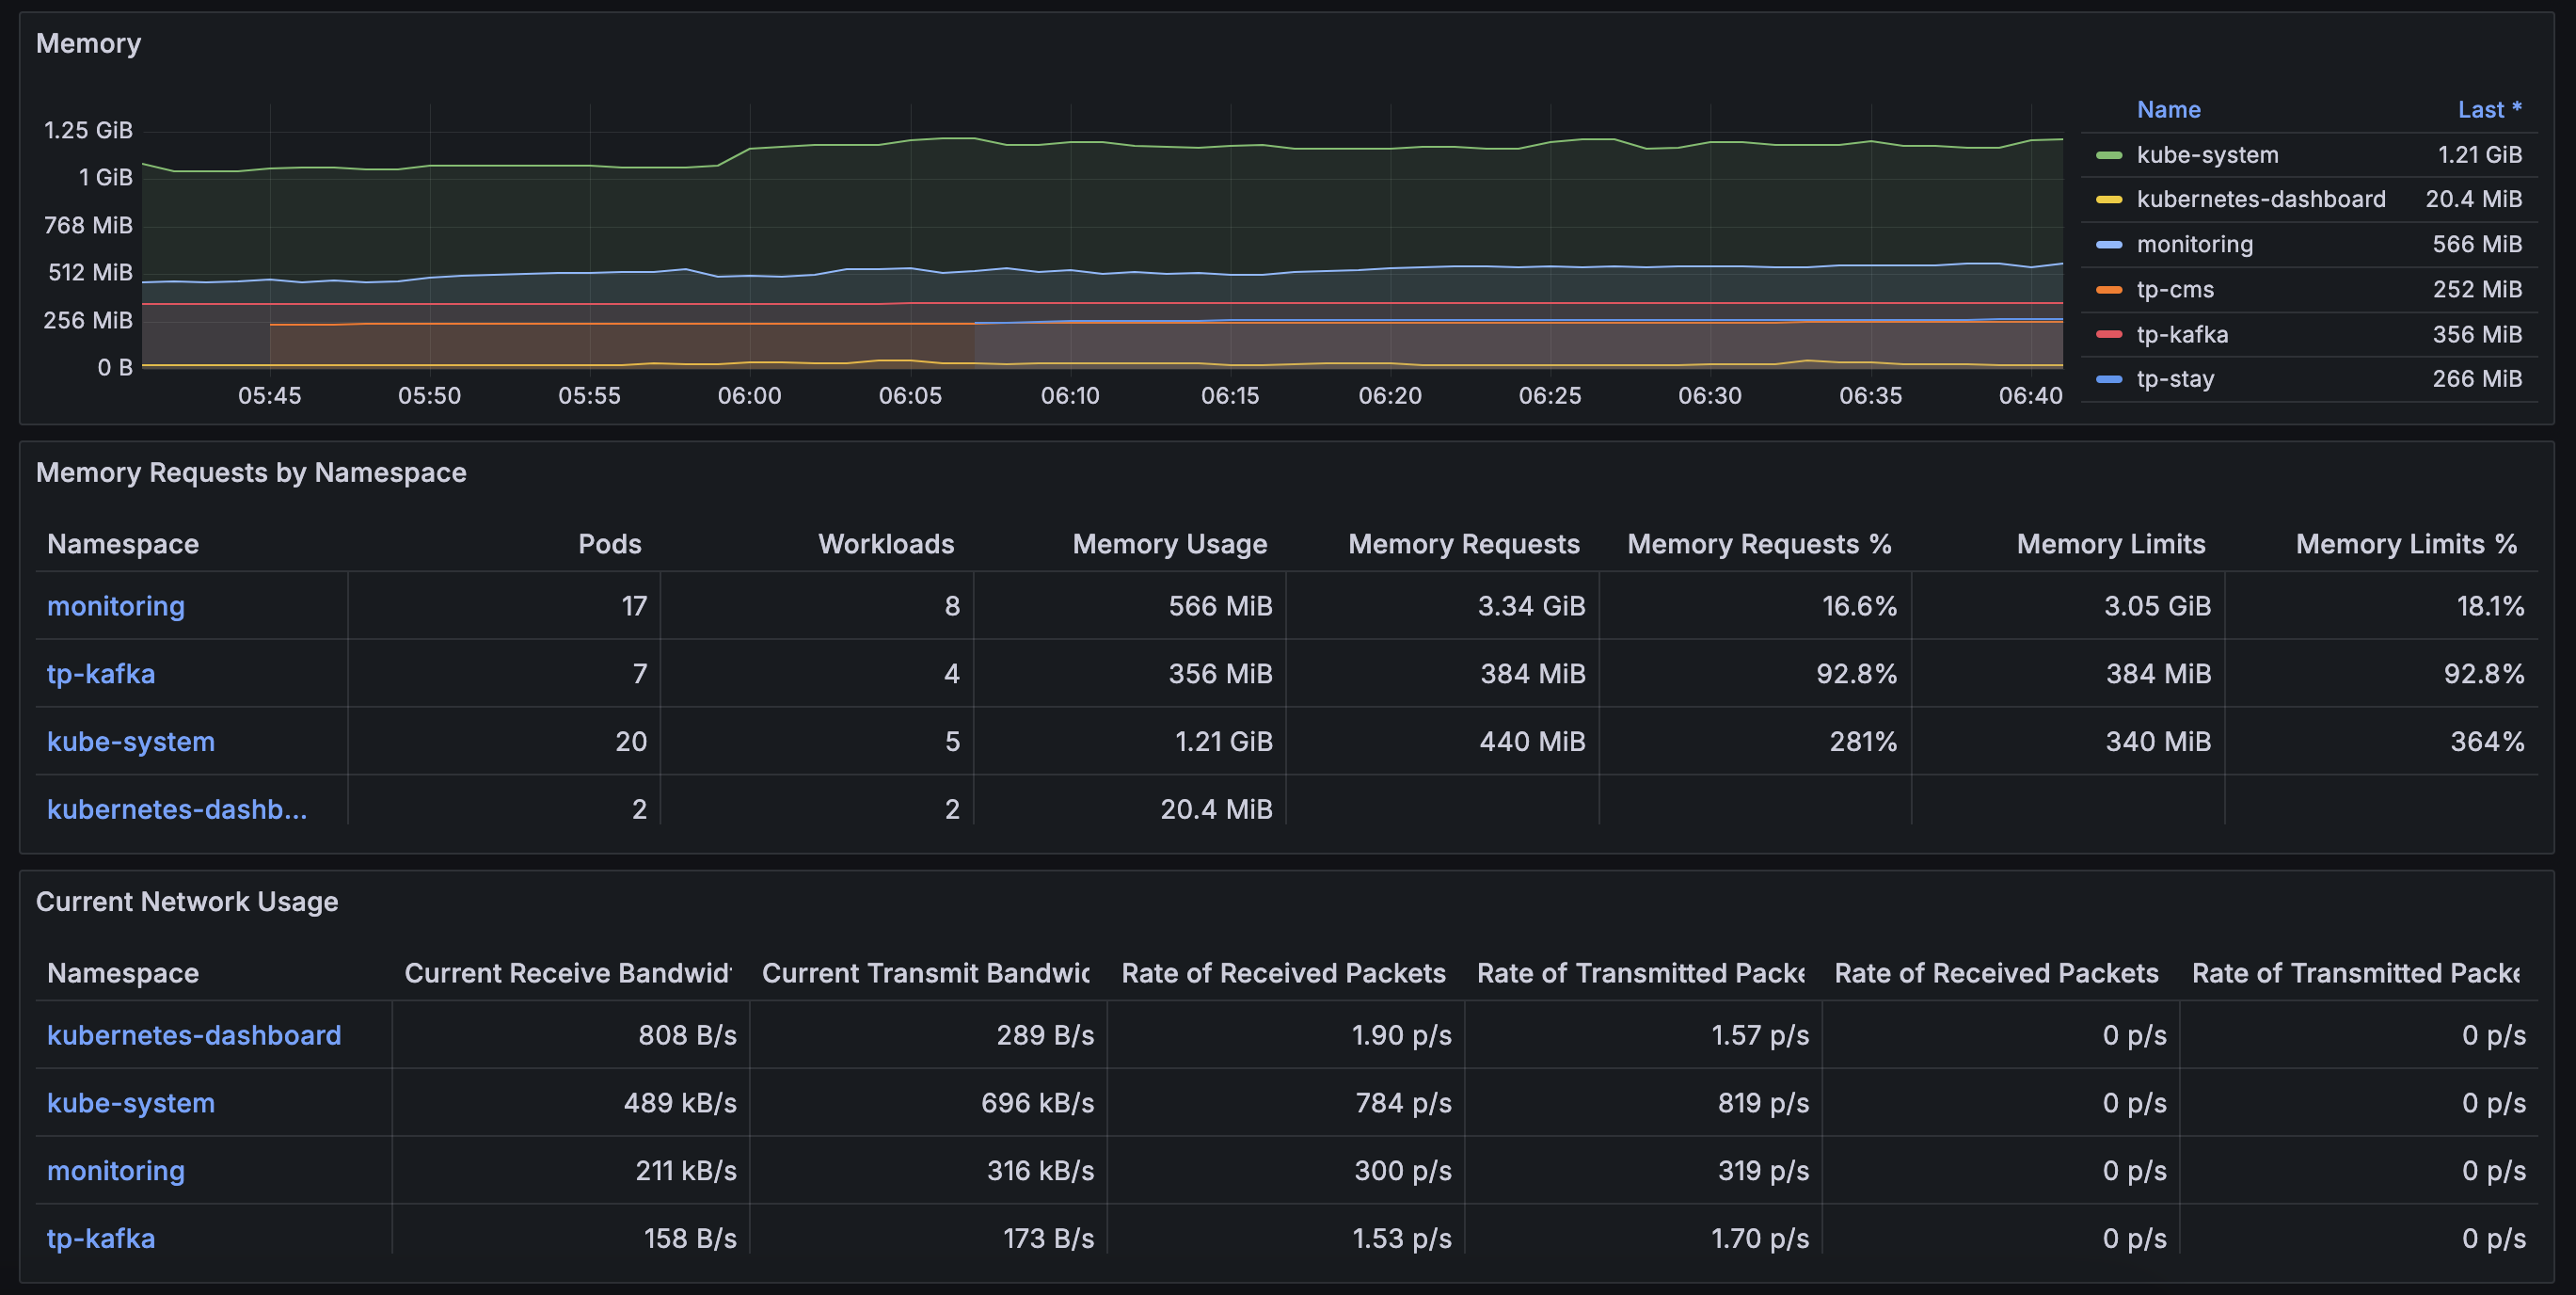 Memory
Name Last *
1.25 GiB
kube-system 1.21 GiB
1 GiB
kubernetes-dashboard 20.4 MiB
768 MiB
monitoring 566 MiB
512 MiB
tp-cms 252 MiB
256 MiB
tp-kafka 356 MiB
0 B
tp-stay 266 MiB
05:45 05:50 05:55 06:00 06:05 06:10 06:15 06:20 06:25 06:30 06:35 06:40
Memory Requests by Namespace
Namespace Pods Workloads Memory Usage Memory Requests Memory Requests % Memory Limits Memory Limits %
monitoring 17 8 566 MiB 3.34 GiB 16.6% 3.05 GiB 18.1%
tp-kafka 7 4 356 MiB 384 MiB 92.8% 384 MiB 92.8%
kube-system 20 5 1.21 GiB 440 MiB 281% 340 MiB 364%
kubernetes-dashb... 2 2 20.4 MiB
Current Network Usage
Namespace Current Receive Bandwid Current Transmit Bandwic Rate of Received Packets Rate of Transmitted Packe Rate of Received Packets Rate of Transmitted Packe
kubernetes-dashboard 808 B/s 289 B/s 1.90 p/s 1.57 p/s 0 p/s 0 p/s
kube-system 489 kB/s 696 kB/s 784 p/s 819 p/s 0 p/s 0 p/s
monitoring 211 kB/s 316 kB/s 300 p/s 319 p/s 0 p/s 0 p/s
tp-kafka 158 B/s 173 B/s 1.53 p/s 1.70 p/s 0 p/s 0 p/s